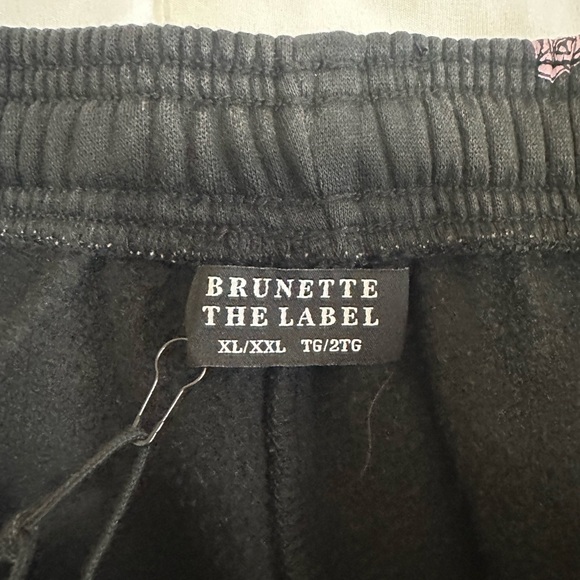 BRUNETTE
THE LABEL
XL/XXL TG/2TG